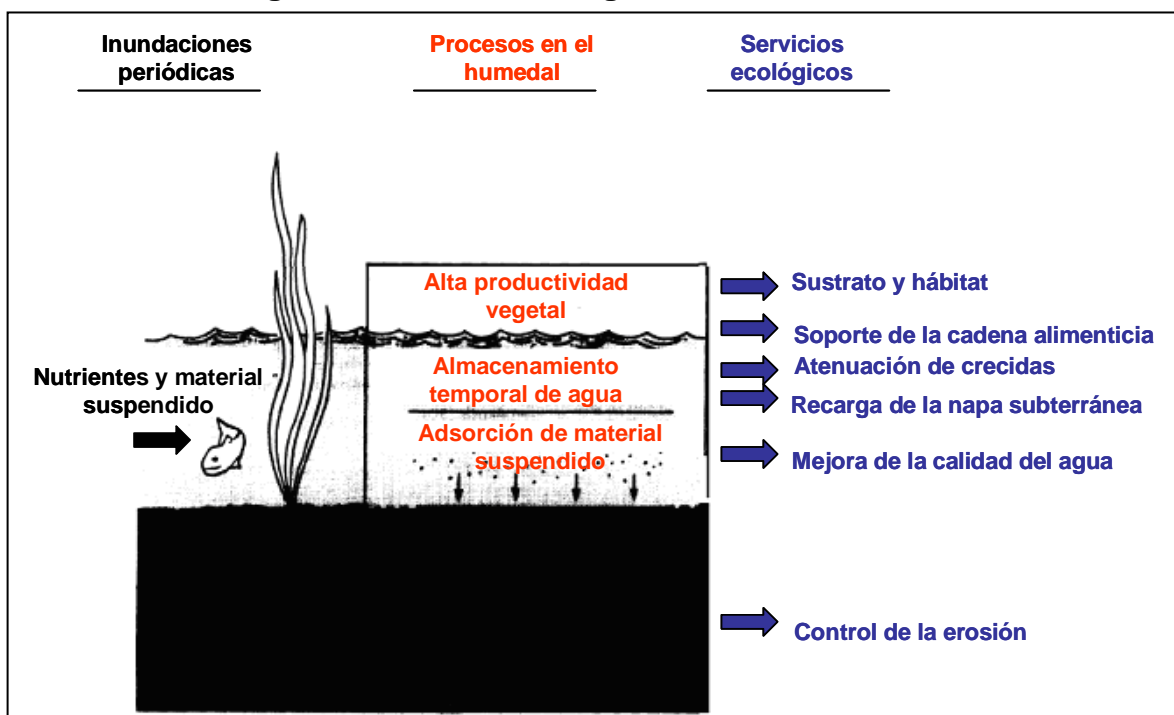 Inundaciones
periódicas
Procesos en el
humedal
Servicios
ecológicos
Nutrientes y material
suspendido
Alta productividad
vegetal
Almacenamiento
temporal de agua
Adsorción de material
suspendido
Sustrato y hábitat
Soporte de la cadena alimenticia
Atenuación de crecidas
Recarga de la napa subterránea
Mejora de la calidad del agua
Control de la erosión